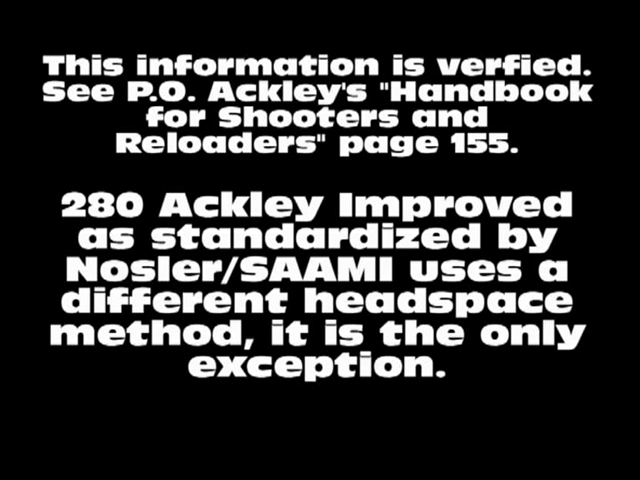 This information is verfied.
See P.O. Ackley's "Handbook
for Shooters and
Reloaders" page 155.
280 Ackley Improved
as standardized by
Nosler/SAAMI uses a
different headspace
method, it is the only
exception.